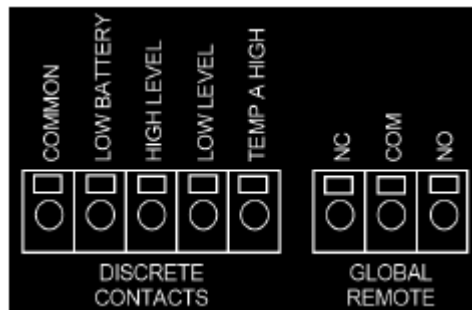 COMMON
LOW BATTERY
HIGH LEVEL
LOW LEVEL
TEMP A HIGH
NC
COM
NO
DISCRETE
CONTACTS
GLOBAL
REMOTE